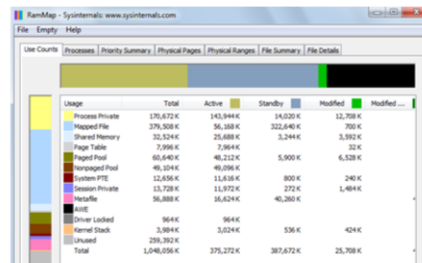 RamMap - Sysinternals: www.sysinternals.com
File Empty Help
Use Counts Processes Priority Summary Physical Pages Physical Ranges File Summary File Details
Usage Total Active Standby Modified Modified ...
Process Private 170,672 K 143,944 K 14,020 K 12,708 K
Mapped File 379,508 K 56,168 K 322,640 K 700 K
Shared Memory 32,524 K 25,688 K 3,244 K 3,592 K
Page Table 7,996 K 7,964 K 32 K
Paged Pool 60,640 K 48,212 K 5,900 K 6,528 K
Nonpaged Pool 49,104 K 49,096 K
System PTE 12,656 K 11,616 K 800 K 240 K
Session Private 13,728 K 11,972 K 272 K 1,484 K
Metafile 56,888 K 16,624 K 40,260 K
AWE
Driver Locked 964 K 964 K
Kernel Stack 3,984 K 3,024 K 536 K 424 K
Unused 259,392 K
Total 1,048,056 K 375,272 K 387,672 K 25,708 K